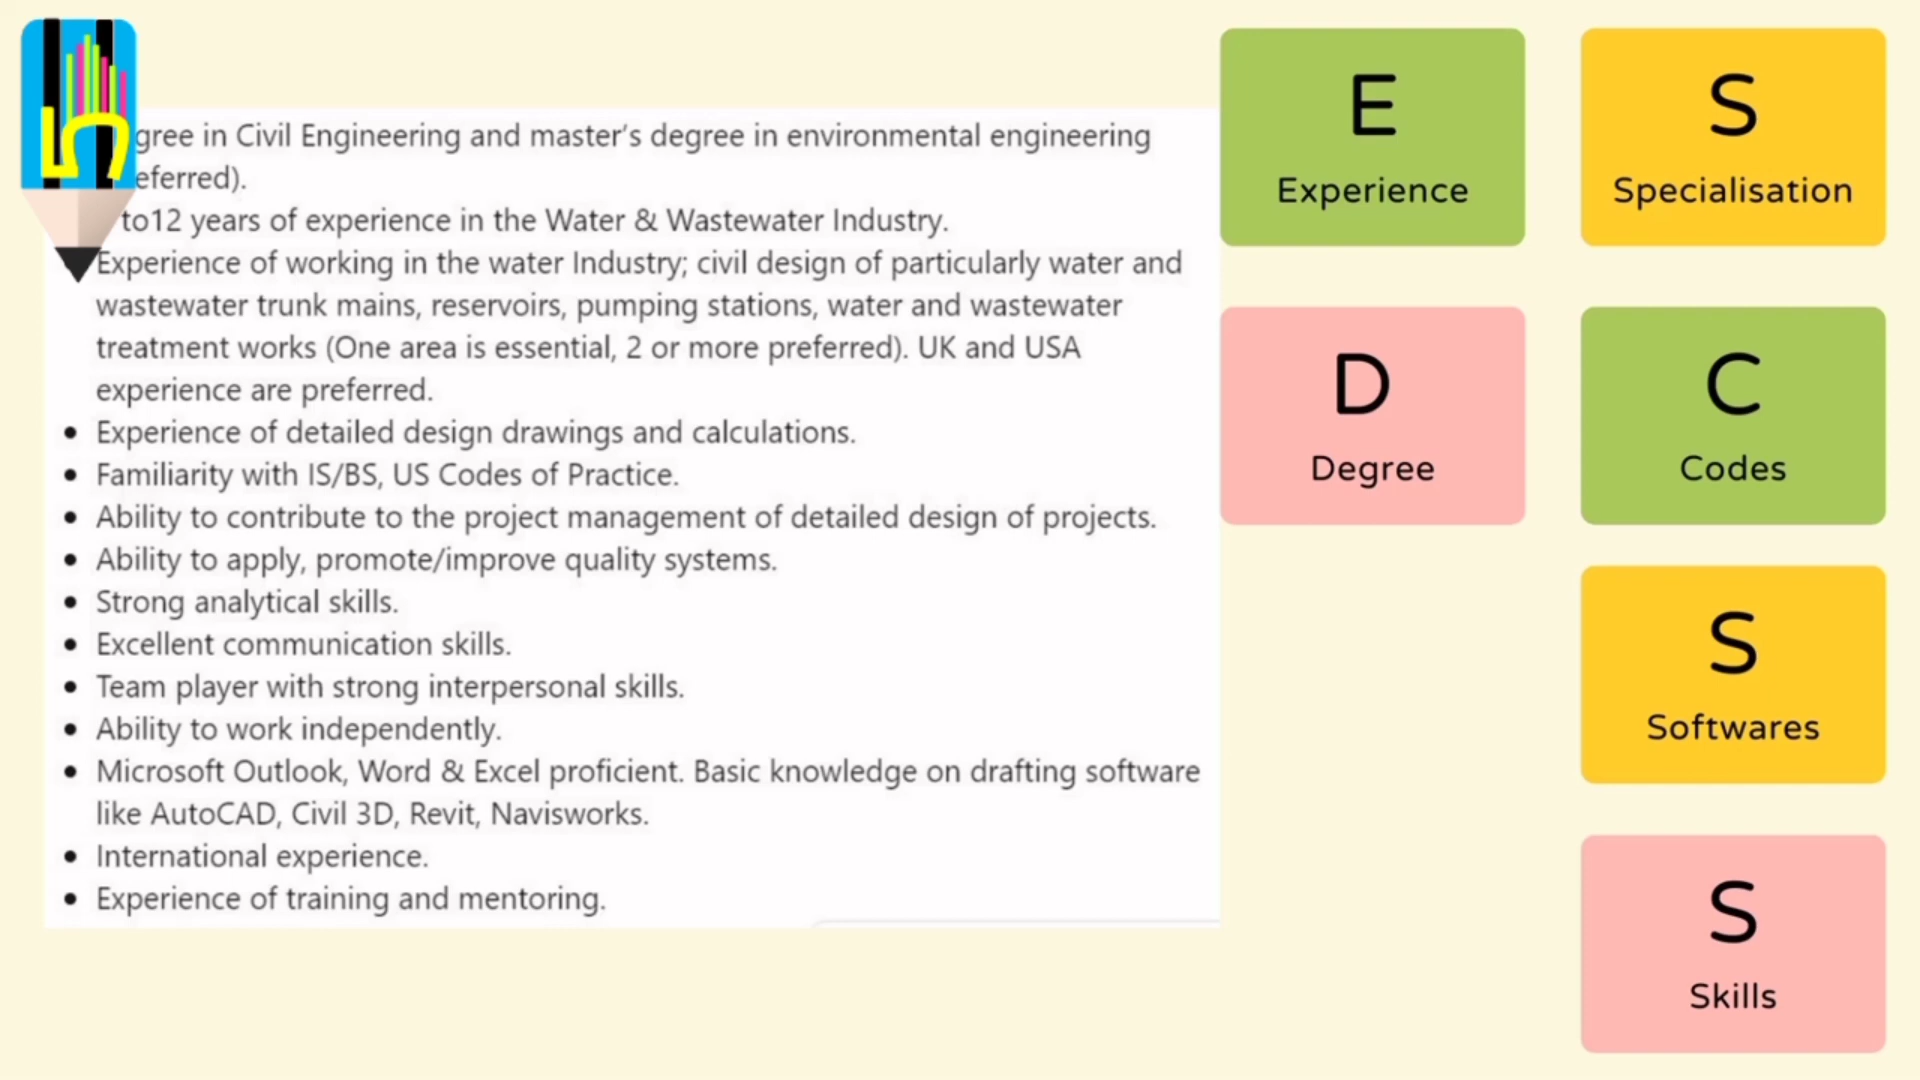 in Civil Engineering and master's degree in environmental engineering
to12 years of experience in the Water & Wastewater Industry.
Experience of working in the water Industry; civil design of particularly water and
wastewater trunk mains, reservoirs, pumping stations, water and wastewater
treatment works (One area is essential, 2 or more preferred). UK and USA
experience are preferred.
• Experience of detailed design drawings and calculations.
• Familiarity with IS/BS, US Codes of Practice.
• Ability to contribute to the project management of detailed design of projects.
• Ability to apply, promote/improve quality systems.
• Strong analytical skills.
• Excellent communication skills.
• Team player with strong interpersonal skills.
• Ability to work independently.
• Microsoft Outlook, Word & Excel proficient. Basic knowledge on drafting software
like AutoCAD, Civil 3D, Revit, Navisworks.
• International experience.
• Experience of training and mentoring.
E
Experience
S
Specialisation
D
Degree
C
Codes
S
Softwares
S
Skills